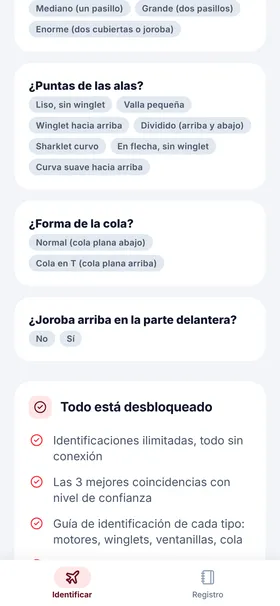 Mediano (un pasillo) Grande (dos pasillos)
Enorme (dos cubiertas o joroba)
¿Puntas de las alas?
Liso, sin winglet Valla pequeña
Winglet hacia arriba Dividido (arriba y abajo)
Sharklet curvo En flecha, sin winglet
Curva suave hacia arriba
¿Forma de la cola?
Normal (cola plana abajo)
Cola en T (cola plana arriba)
¿Joroba arriba en la parte delantera?
No Sí
Todo está desbloqueado
Identificaciones ilimitadas, todo sin
conexión
Las 3 mejores coincidencias con
nivel de confianza
Guía de identificación de cada tipo:
motores, winglets, ventanillas, cola
Identificar Registro